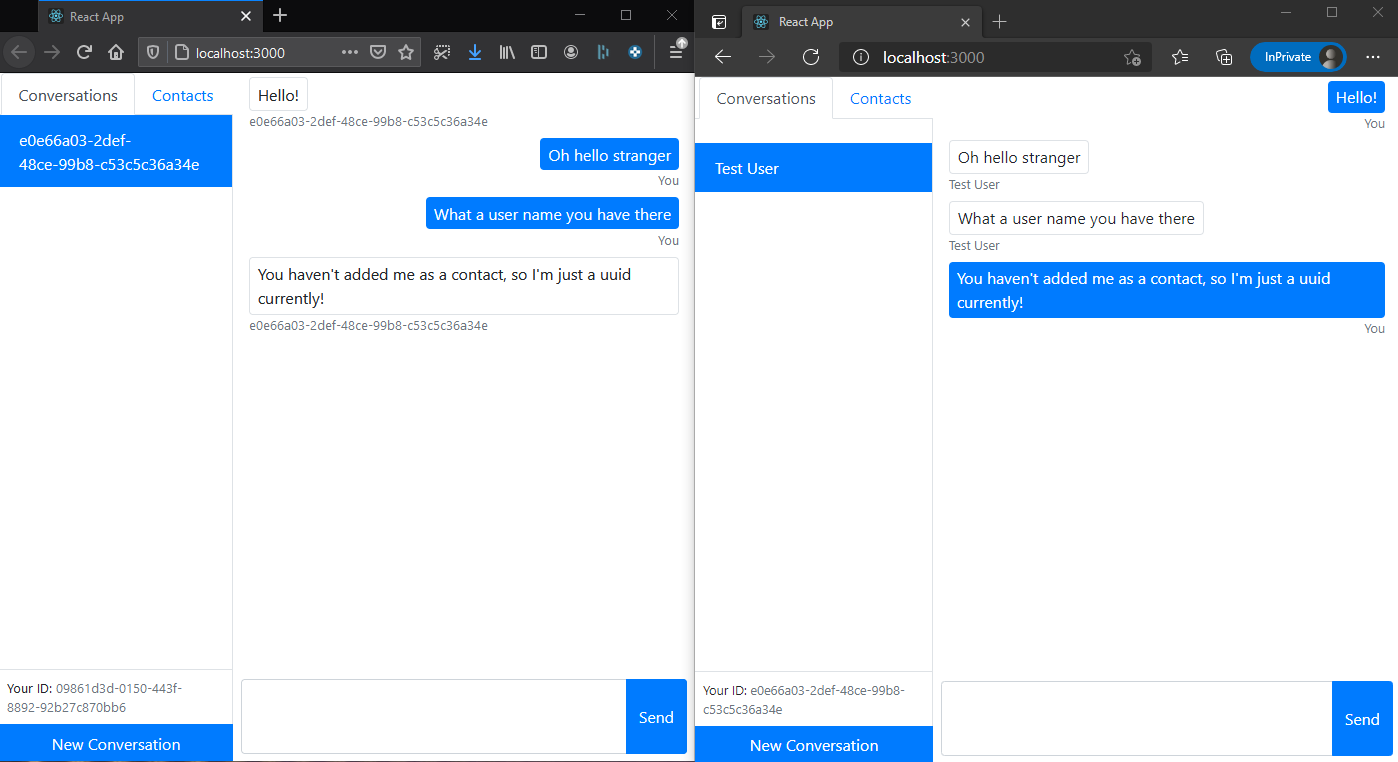 React App
localhost:3000
Conversations
Contacts
e0e66a03-2def-
48ce-99b8-c53c5c36a34e
Hello!
e0e66a03-2def-48ce-99b8-c53c5c36a34e
Oh hello stranger
You
What a user name you have there
You
You haven't added me as a contact, so I'm just a uuid
currently!
e0e66a03-2def-48ce-99b8-c53c5c36a34e
Your ID: 09861d3d-0150-443f-
8892-92b27c870bb6
New Conversation
Send
React App
localhost:3000
InPrivate
Conversations
Contacts
Test User
Hello!
You
Oh hello stranger
Test User
What a user name you have there
Test User
You haven't added me as a contact, so I'm just a uuid
currently!
You
Your ID: e0e66a03-2def-48ce-99b8-
c53c5c36a34e
New Conversation
Send